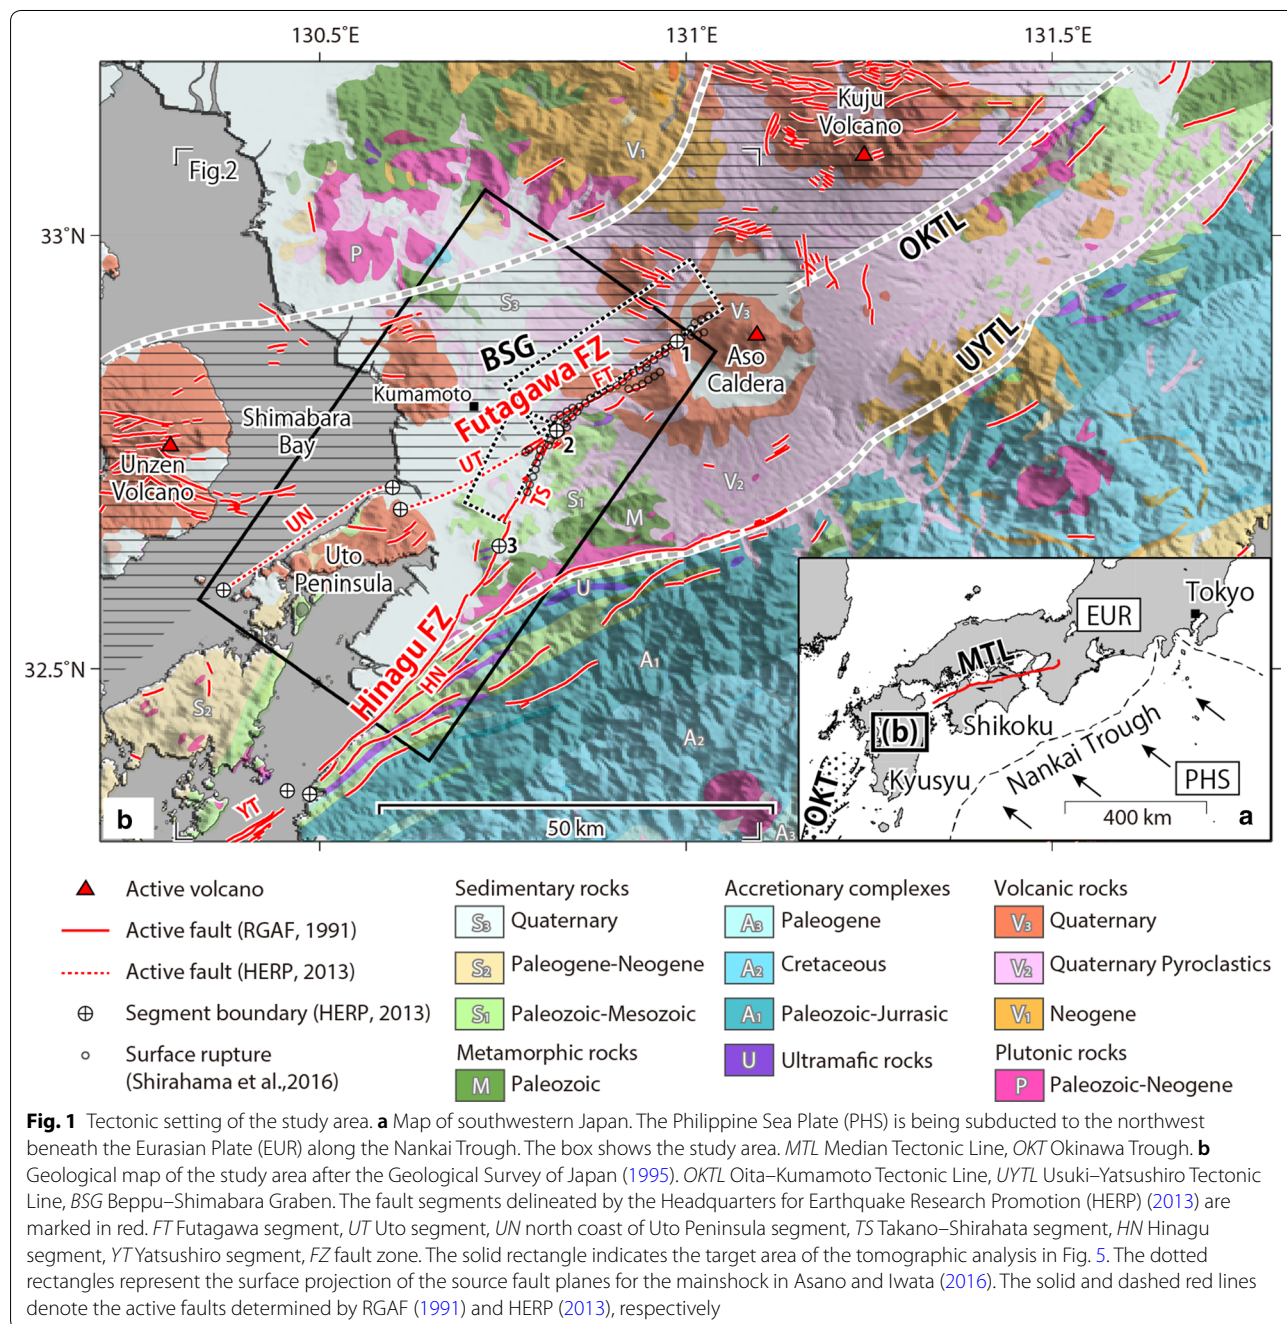 130.5°E
131°E
131.5°E
33°N
32.5°N
Fig.2
Kuju
Volcano
V1
P
OKTL
S3
V3
BSG
1
Aso
Caldera
UYTL
Futagawa FZ
FT
Kumamoto
Shimabara
Bay
2
UT
Unzen
Volcano
V2
TS
S1
M
UN
3
Uto
Peninsula
U
Hinagu FZ
HN
A1
S2
A2
YT
A3
50 km
b
Tokyo
EUR
MTL
(b)
Shikoku
Nankai Trough
Kyusyu
PHS
OKT
400 km
a
Active volcano
Active fault (RGAF, 1991)
Active fault (HERP, 2013)
Segment boundary (HERP, 2013)
Surface rupture
(Shirahama et al.,2016)
Sedimentary rocks
S3 Quaternary
S2 Paleogene-Neogene
S1 Paleozoic-Mesozoic
Metamorphic rocks
M Paleozoic
Accretionary complexes
A3 Paleogene
A2 Cretaceous
A1 Paleozoic-Jurrasic
U Ultramafic rocks
Volcanic rocks
V3 Quaternary
V2 Quaternary Pyroclastics
V1 Neogene
Plutonic rocks
P Paleozoic-Neogene
Fig. 1 Tectonic setting of the study area. a Map of southwestern Japan. The Philippine Sea Plate (PHS) is being subducted to the northwest
beneath the Eurasian Plate (EUR) along the Nankai Trough. The box shows the study area. MTL Median Tectonic Line, OKT Okinawa Trough. b
Geological map of the study area after the Geological Survey of Japan (1995). OKTL Oita–Kumamoto Tectonic Line, UYTL Usuki–Yatsushiro Tectonic
Line, BSG Beppu–Shimabara Graben. The fault segments delineated by the Headquarters for Earthquake Research Promotion (HERP) (2013) are
marked in red. FT Futagawa segment, UT Uto segment, UN north coast of Uto Peninsula segment, TS Takano–Shirahata segment, HN Hinagu
segment, YT Yatsushiro segment, FZ fault zone. The solid rectangle indicates the target area of the tomographic analysis in Fig. 5. The dotted
rectangles represent the surface projection of the source fault planes for the mainshock in Asano and Iwata (2016). The solid and dashed red lines
denote the active faults determined by RGAF (1991) and HERP (2013), respectively